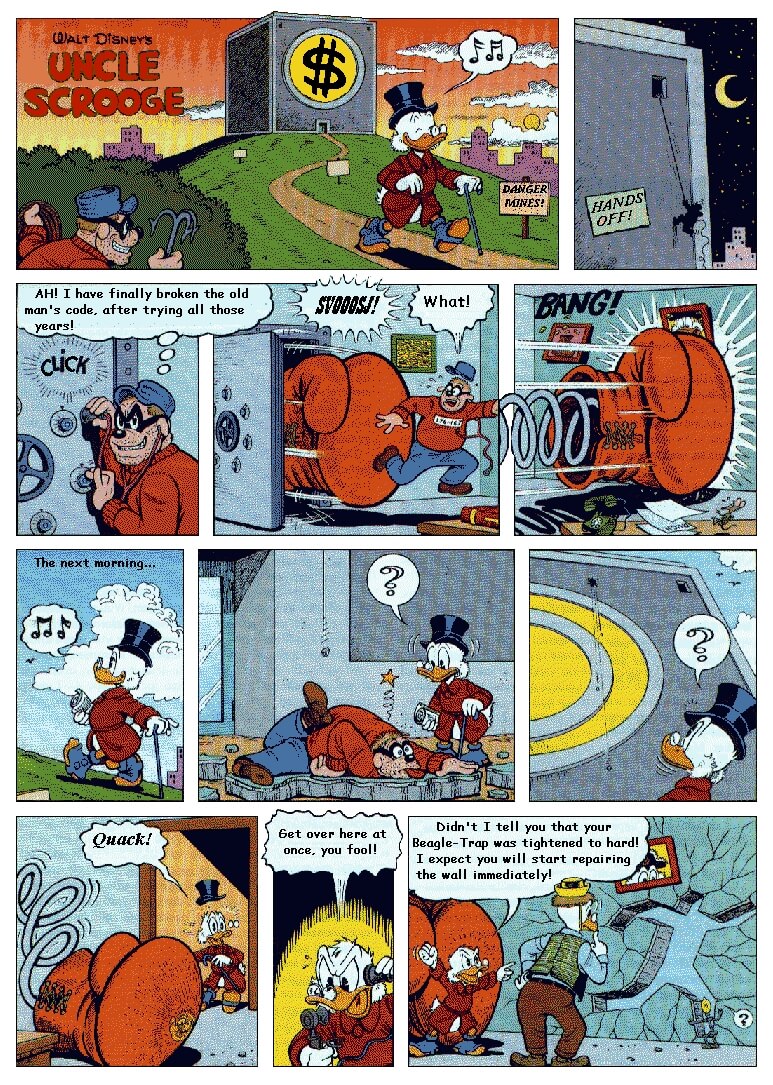 WALT DISNEY'S
UNCLE
SCROOGE
$
DANGER
MINES!
HANDS
OFF!
AH! I have finally broken the old
man's code, after trying all those
years!
CLICK
SVOOOSJ!
What!
176-167
BANG!
The next morning...
?
?
Quack!
Get over here at
once, you fool!
Didn't I tell you that your
Beagle-Trap was tightened to hard!
I expect you will start repairing
the wall immediately!
?